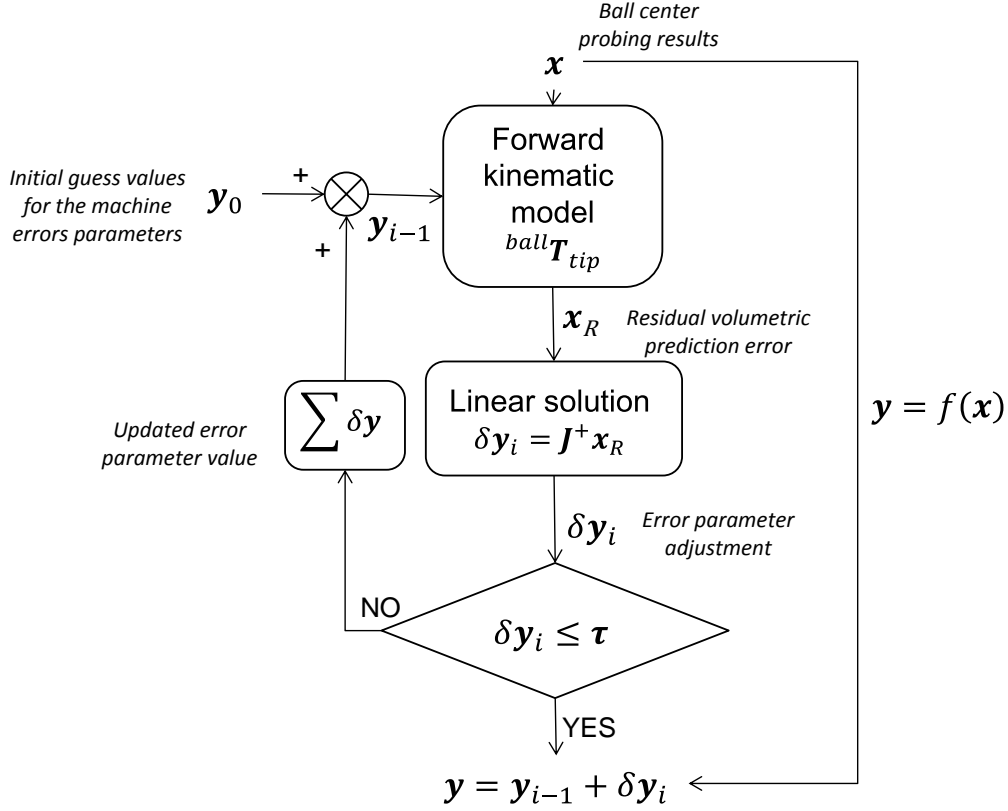 Ball center
probing results
𝒙
Forward
kinematic
model
ᵇᵃˡˡ𝑻ₜᵢₚ
Initial guess values
for the machine
errors parameters
𝒚₀
+
+
𝒚ᵢ₋₁
𝒙_R
Residual volumetric
prediction error
Linear solution
δ𝒚ᵢ = 𝑱⁺𝒙_R
∑ δ𝒚
Updated error
parameter value
𝒚 = f(𝒙)
δ𝒚ᵢ
Error parameter
adjustment
NO
δ𝒚ᵢ ≤ 𝝉
YES
𝒚 = 𝒚ᵢ₋₁ + δ𝒚ᵢ